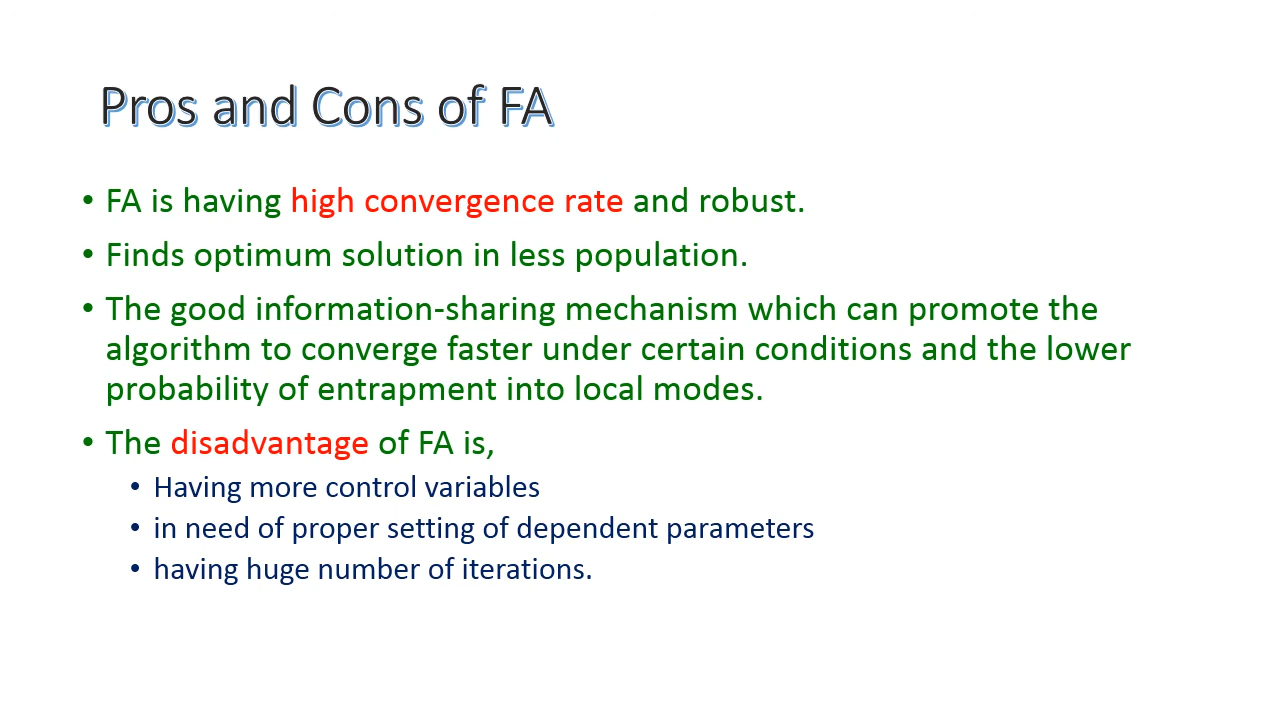 Pros and Cons of FA
• FA is having high convergence rate and robust.
• Finds optimum solution in less population.
• The good information-sharing mechanism which can promote the
algorithm to converge faster under certain conditions and the lower
probability of entrapment into local modes.
• The disadvantage of FA is,
• Having more control variables
• in need of proper setting of dependent parameters
• having huge number of iterations.